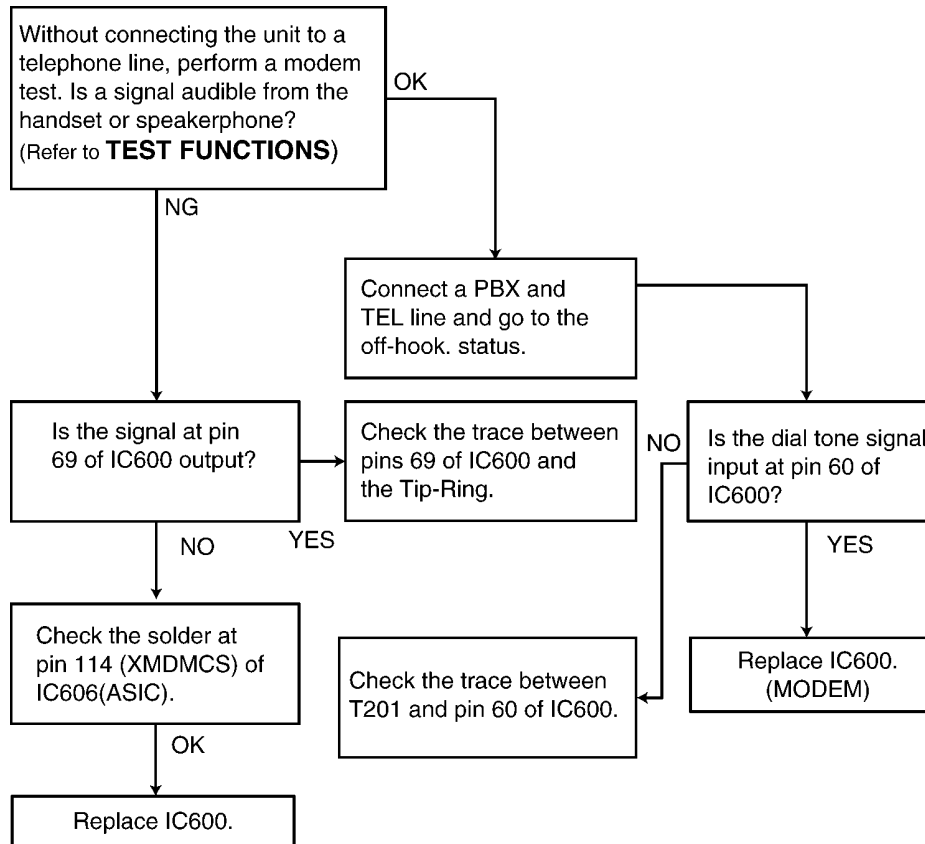 Without connecting the unit to a
telephone line, perform a modem
test. Is a signal audible from the
handset or speakerphone?
(Refer to TEST FUNCTIONS)
OK
NG
Connect a PBX and
TEL line and go to the
off-hook. status.
Is the signal at pin
69 of IC600 output?
YES
NO
Check the trace between
pins 69 of IC600 and
the Tip-Ring.
NO
Is the dial tone signal
input at pin 60 of
IC600?
YES
Check the solder at
pin 114 (XMDMCS) of
IC606(ASIC).
OK
Check the trace between
T201 and pin 60 of IC600.
Replace IC600.
(MODEM)
Replace IC600.